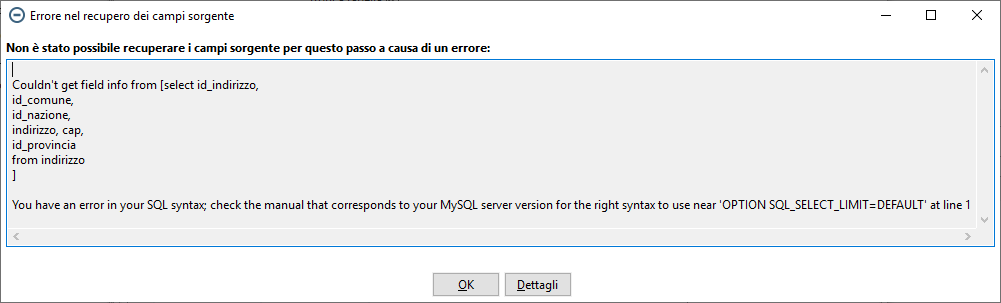 Errore nel recupero dei campi sorgente
Non è stato possibile recuperare i campi sorgente per questo passo a causa di un errore:
Couldn't get field info from [select id_indirizzo,
id_comune,
id_nazione,
indirizzo, cap,
id_provincia
from indirizzo
]
You have an error in your SQL syntax; check the manual that corresponds to your MySQL server version for the right syntax to use near 'OPTION SQL_SELECT_LIMIT=DEFAULT' at line 1
OK
Dettagli